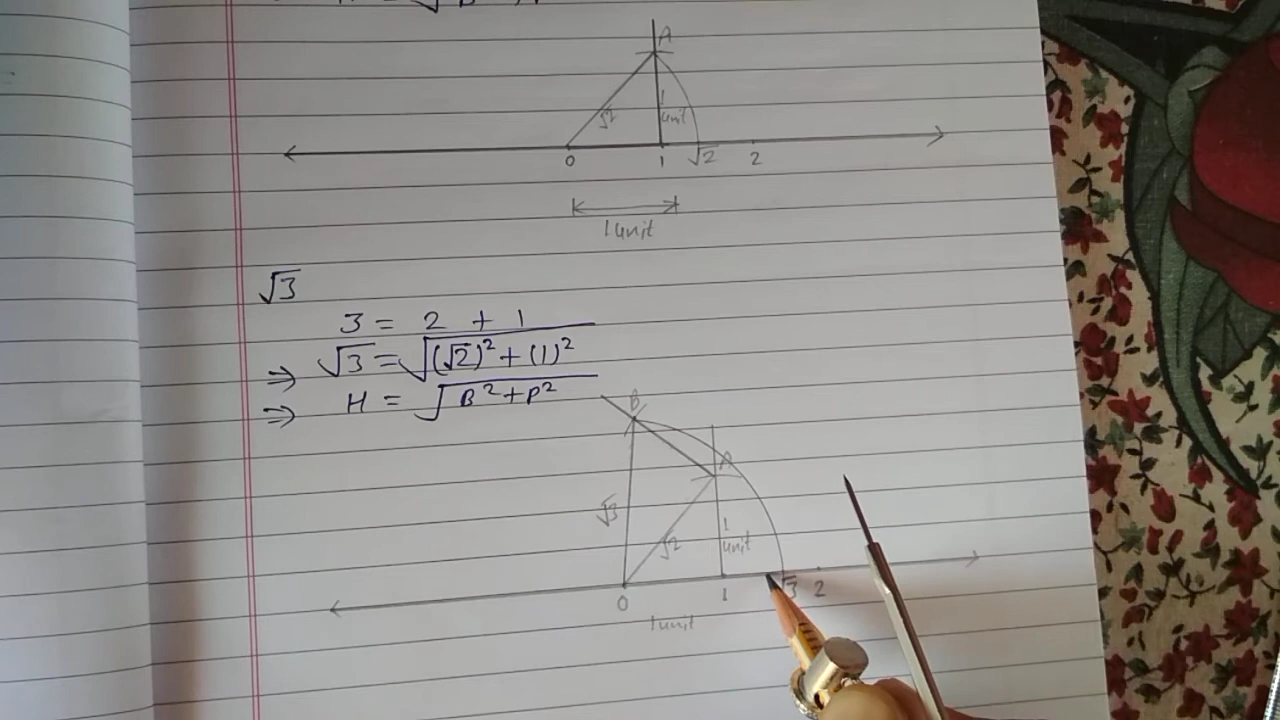 A
√2
1
unit
0 1 √2 2
1 unit
√3
3 = 2 + 1
⇒ √3 = √(√2)² + (1)²
⇒ H = √B² + P²
B
A
√3
√2
1
unit
0 1 √3 2
1 unit